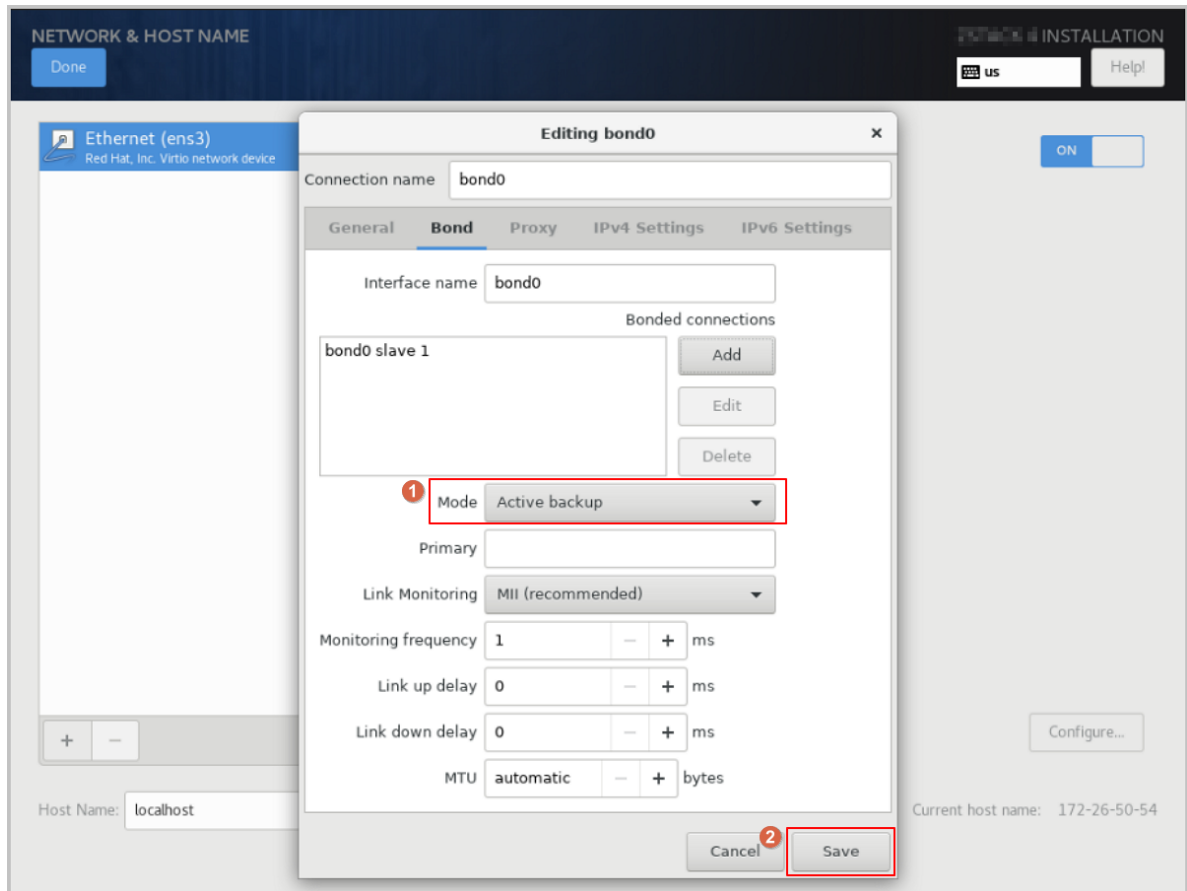 NETWORK & HOST NAME
INSTALLATION
Done
us
Help!
Ethernet (ens3)
Red Hat, Inc. Virtio network device
ON
Editing bond0
×
Connection name bond0
General Bond Proxy IPv4 Settings IPv6 Settings
Interface name bond0
Bonded connections
bond0 slave 1
Add
Edit
Delete
1
Mode Active backup
Primary
Link Monitoring MII (recommended)
Monitoring frequency 1 − + ms
Link up delay 0 − + ms
Link down delay 0 − + ms
MTU automatic − + bytes
+ −
Configure...
Host Name: localhost
Current host name: 172-26-50-54
Cancel
2
Save